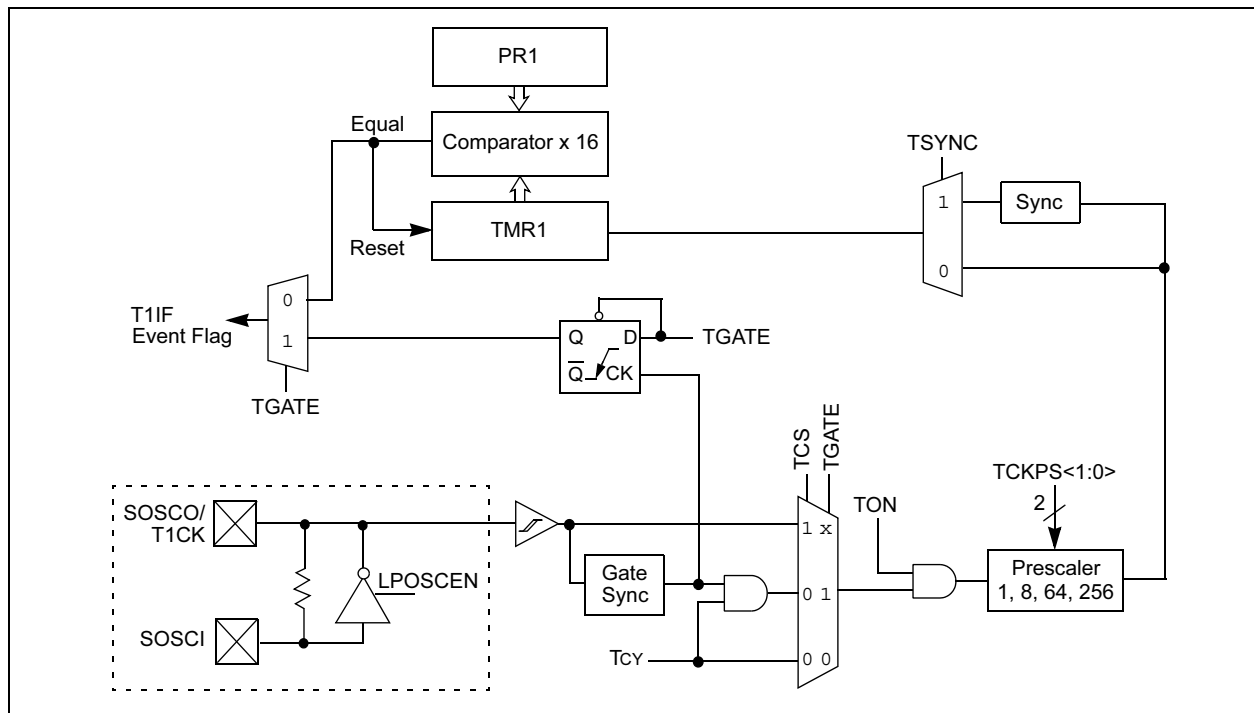 PR1
Equal
Comparator x 16
TSYNC
1
Sync
Reset
TMR1
0
T1IF
Event Flag
0
1
Q
D
TGATE
Q̅
CK
TGATE
TCS
TGATE
TCKPS<1:0>
2
TON
SOSCO/
T1CK
1 x
LPOSCEN
Gate
Sync
0 1
Prescaler
1, 8, 64, 256
SOSCI
TCY
0 0